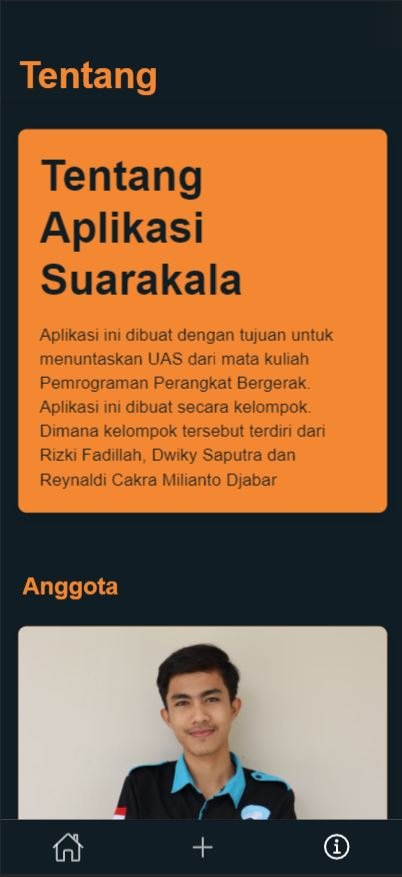 Tentang
Tentang
Aplikasi
Suarakala
Aplikasi ini dibuat dengan tujuan untuk
menuntaskan UAS dari mata kuliah
Pemrograman Perangkat Bergerak.
Aplikasi ini dibuat secara kelompok.
Dimana kelompok tersebut terdiri dari
Rizki Fadillah, Dwiky Saputra dan
Reynaldi Cakra Milianto Djabar
Anggota